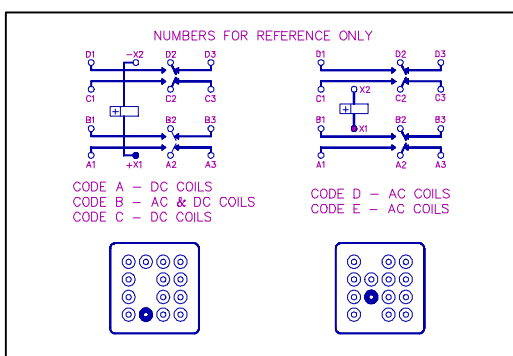 NUMBERS FOR REFERENCE ONLY
D1 -X2 D2 D3
C1 C2 C3
B1 B2 B3
A1 +X1 A2 A3
CODE A - DC COILS
CODE B - AC & DC COILS
CODE C - DC COILS
D1 D2 D3
C1 X2 C2 C3
B1 X1 B2 B3
A1 A2 A3
CODE D - AC COILS
CODE E - AC COILS